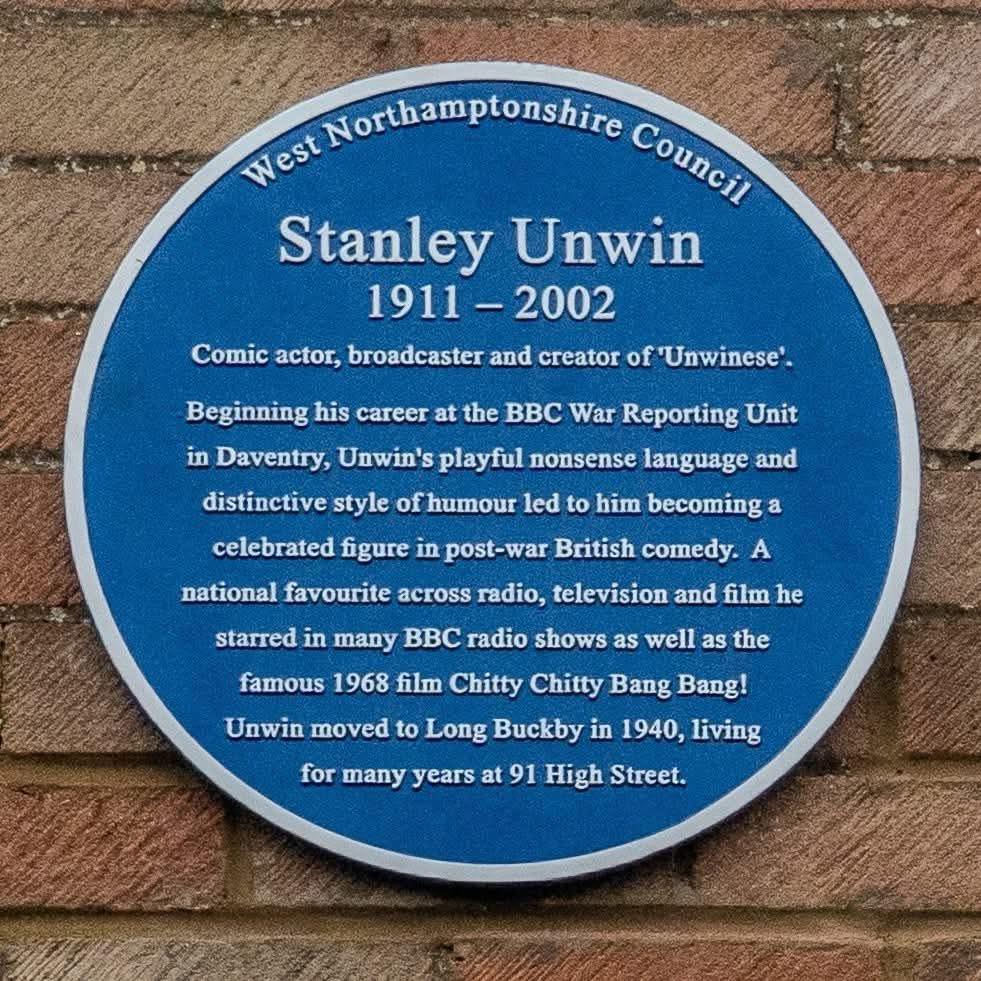 West Northamptonshire Council
Stanley Unwin
1911 – 2002
Comic actor, broadcaster and creator of 'Unwinese'.
Beginning his career at the BBC War Reporting Unit
in Daventry, Unwin's playful nonsense language and
distinctive style of humour led to him becoming a
celebrated figure in post-war British comedy. A
national favourite across radio, television and film he
starred in many BBC radio shows as well as the
famous 1968 film Chitty Chitty Bang Bang!
Unwin moved to Long Buckby in 1940, living
for many years at 91 High Street.